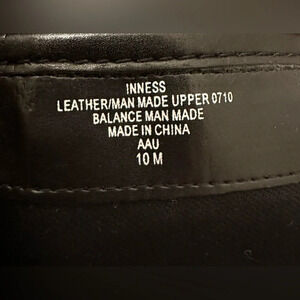 INNESS
LEATHER/MAN MADE UPPER 0710
BALANCE MAN MADE
MADE IN CHINA
AAU
10 M